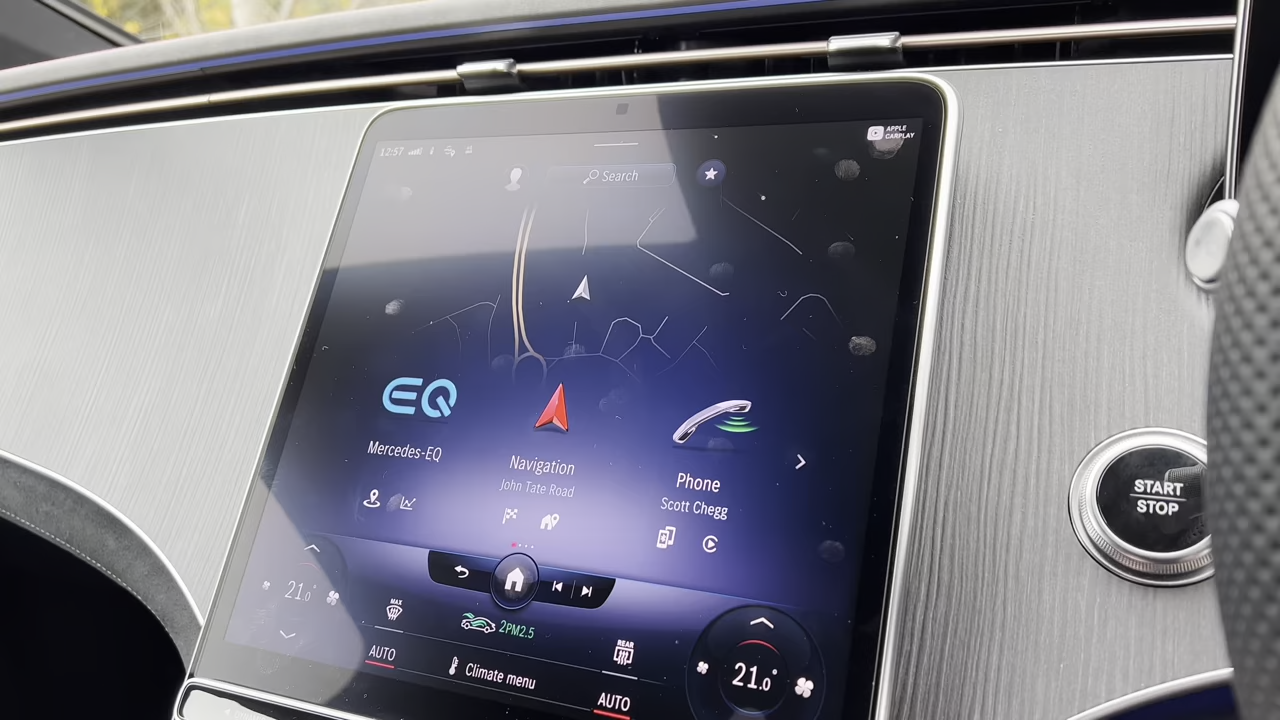 12:57
APPLE
CARPLAY
Search
EQ
Mercedes-EQ
Navigation
John Tate Road
Phone
Scott Chegg
START
STOP
21.0
MAX
2PM2.5
REAR
21.0°
AUTO
Climate menu
AUTO